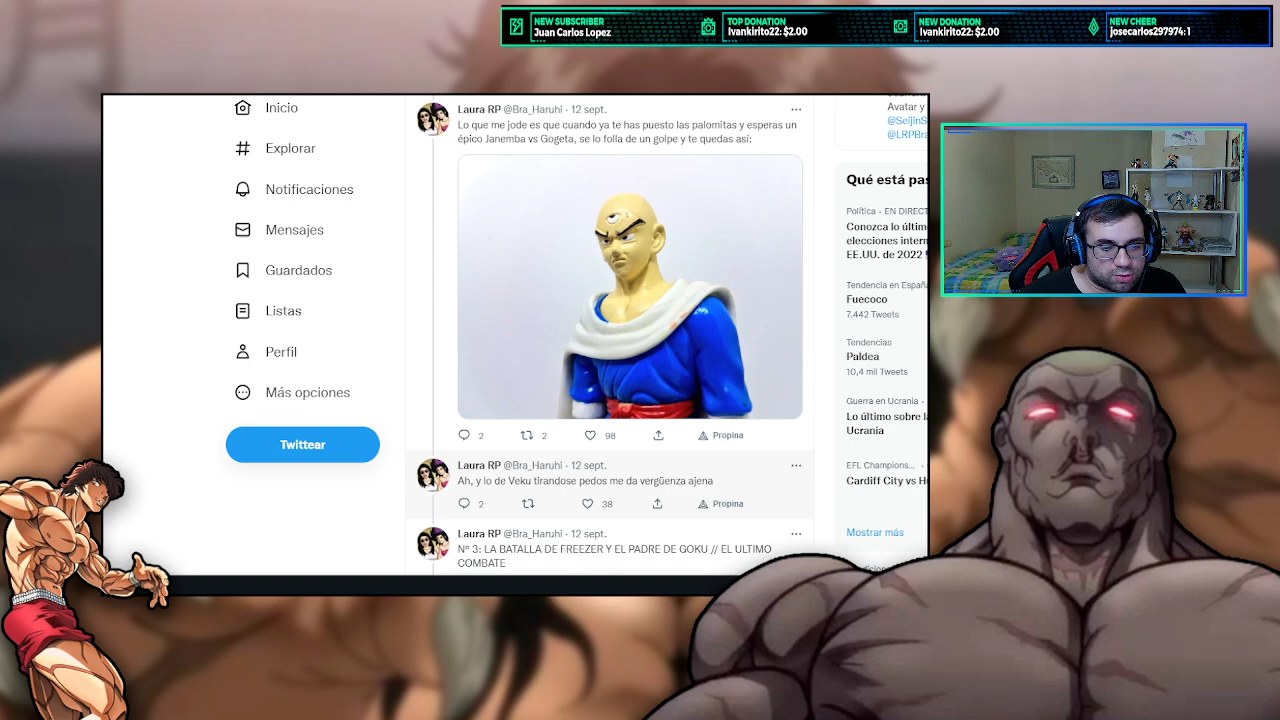 NEW SUBSCRIBER
Juan Carlos Lopez
TOP DONATION
Ivankirito22: $2.00
NEW DONATION
Ivankirito22: $2.00
NEW CHEER
josecarlos297974: 1
Inicio
Explorar
Notificaciones
Mensajes
Guardados
Listas
Perfil
Más opciones
Twittear
Laura RP @Bra_Haruhi · 12 sept.
Lo que me jode es que cuando ya te has puesto las palomitas y esperas un
épico Janemba vs Gogeta, se lo folla de un golpe y te quedas así:
2 2 98 Propina
Laura RP @Bra_Haruhi · 12 sept.
Ah, y lo de Veku tirandose pedos me da vergüenza ajena
2 38 Propina
Laura RP @Bra_Haruhi · 12 sept.
Nº 3: LA BATALLA DE FREEZER Y EL PADRE DE GOKU // EL ULTIMO
COMBATE
Avatar y
@SeijinS
@LRPBra
Qué está pas
Política · EN DIRECT
Conozca lo últim
elecciones intern
EE.UU. de 2022
Tendencia en España
Fuecoco
7.442 Tweets
Tendencias
Paldea
10,4 mil Tweets
Guerra en Ucrania ·
Lo último sobre l
Ucrania
EFL Champions... ·
Cardiff City vs H
Mostrar más